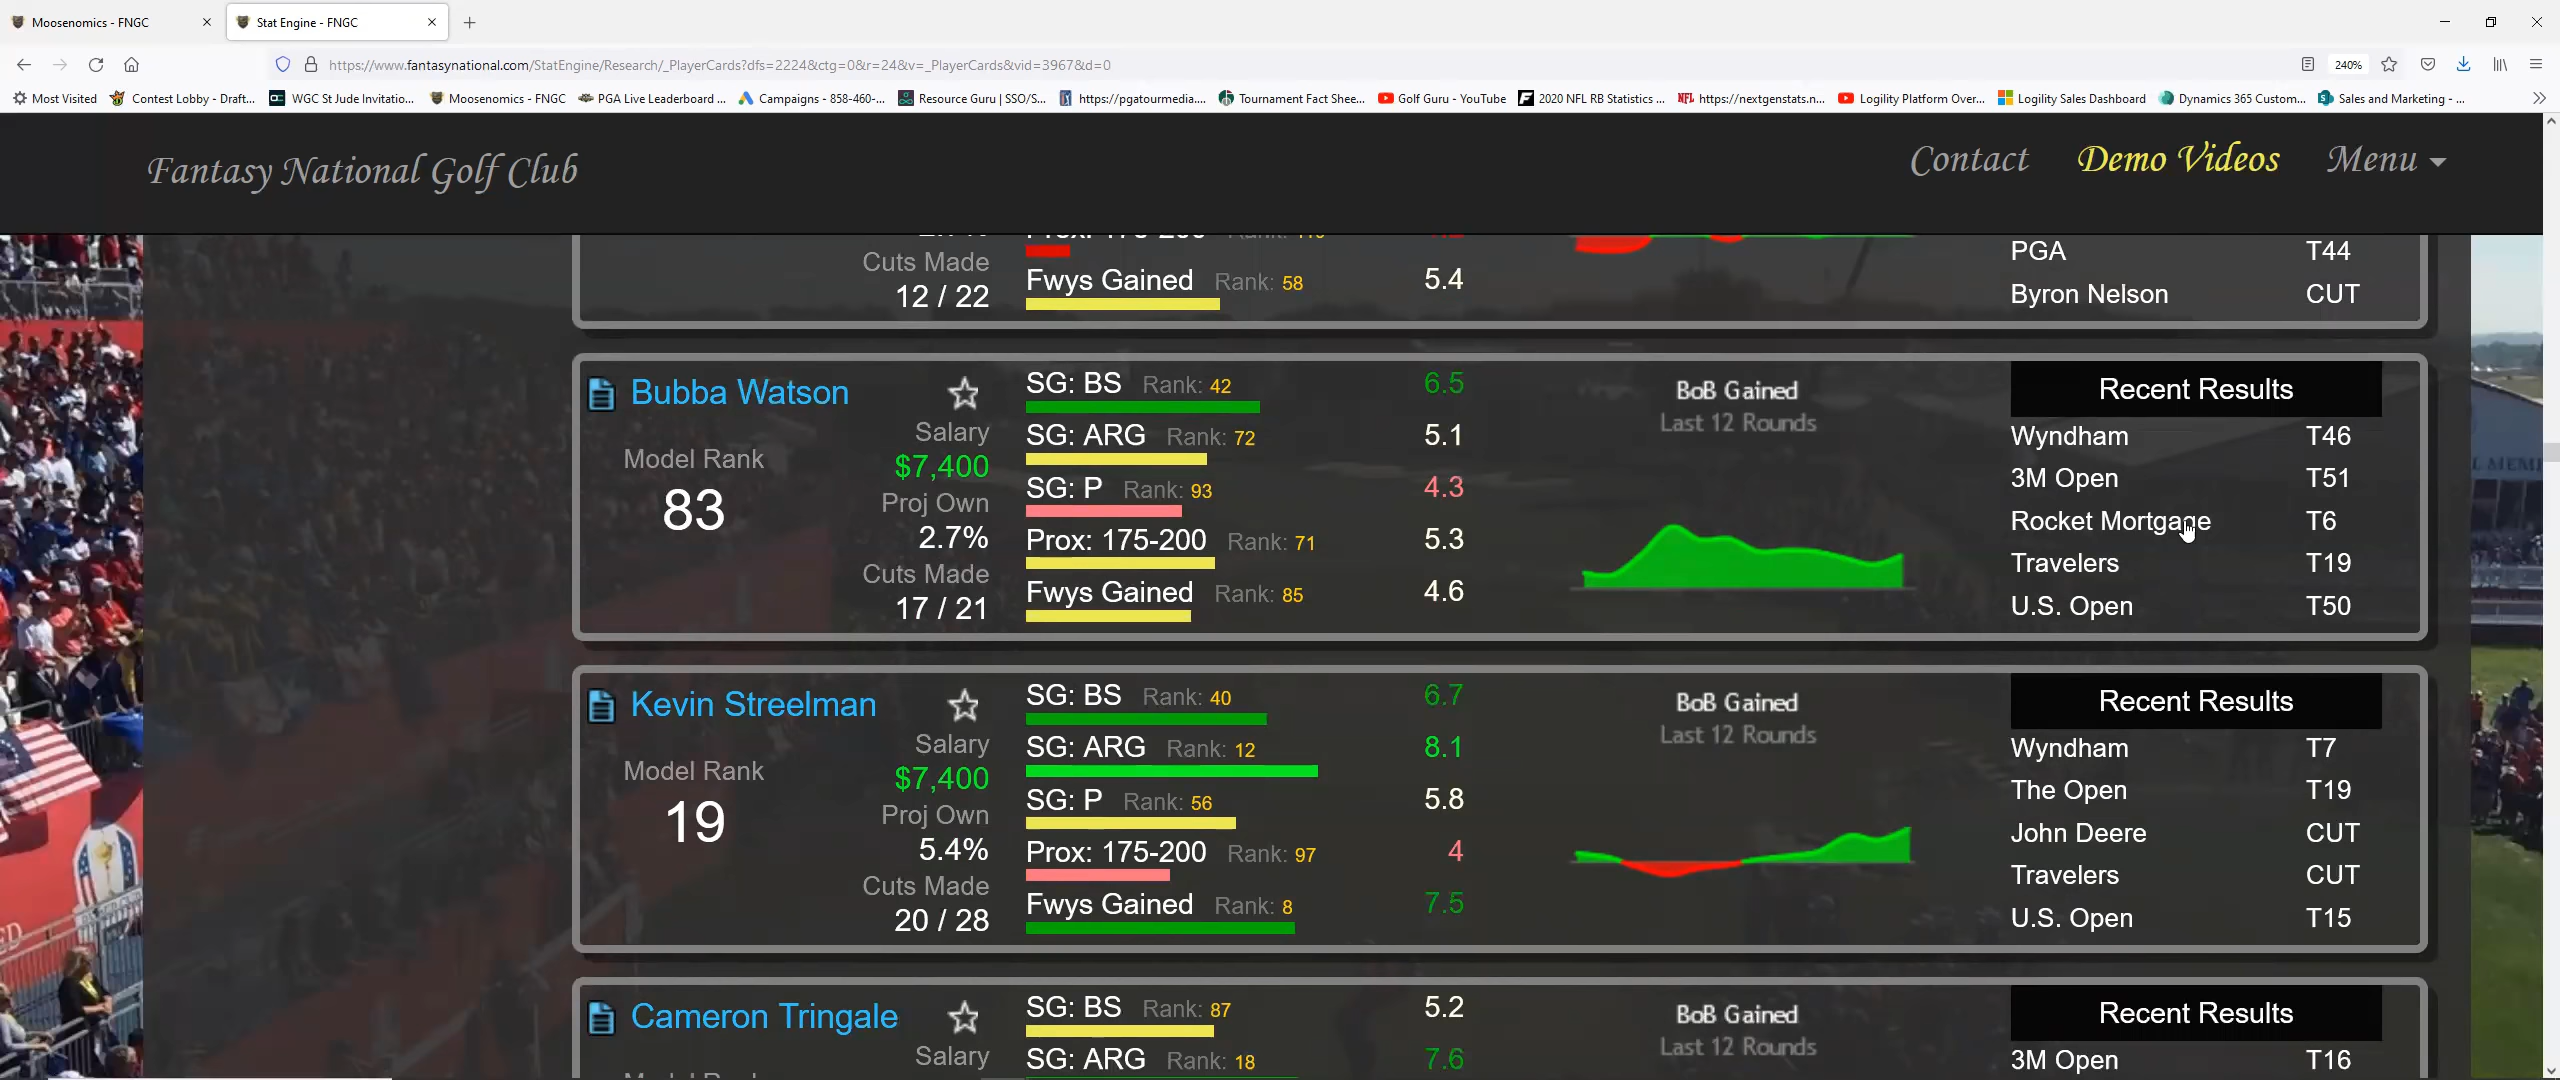 Moosenomics - FNGC
Stat Engine - FNGC
https://www.fantasynational.com/StatEngine/Research/_PlayerCards?dfs=2224&ctg=0&r=24&v=_PlayerCards&vid=3967&d=0
240%
Most Visited
Contest Lobby - Draft...
WGC St Jude Invitatio...
Moosenomics - FNGC
PGA Live Leaderboard ...
Campaigns - 858-460-...
Resource Guru | SSO/S...
https://pgatourmedia....
Tournament Fact Shee...
Golf Guru - YouTube
2020 NFL RB Statistics ...
https://nextgenstats.n...
Logility Platform Over...
Logility Sales Dashboard
Dynamics 365 Custom...
Sales and Marketing - ...
Fantasy National Golf Club
Contact
Demo Videos
Menu
Cuts Made
12 / 22
Fwys Gained Rank: 58 5.4
PGA T44
Byron Nelson CUT
Bubba Watson
Model Rank
83
Salary
$7,400
Proj Own
2.7%
Cuts Made
17 / 21
SG: BS Rank: 42 6.5
SG: ARG Rank: 72 5.1
SG: P Rank: 93 4.3
Prox: 175-200 Rank: 71 5.3
Fwys Gained Rank: 85 4.6
BoB Gained
Last 12 Rounds
Recent Results
Wyndham T46
3M Open T51
Rocket Mortgage T6
Travelers T19
U.S. Open T50
Kevin Streelman
Model Rank
19
Salary
$7,400
Proj Own
5.4%
Cuts Made
20 / 28
SG: BS Rank: 40 6.7
SG: ARG Rank: 12 8.1
SG: P Rank: 56 5.8
Prox: 175-200 Rank: 97 4
Fwys Gained Rank: 8 7.5
BoB Gained
Last 12 Rounds
Recent Results
Wyndham T7
The Open T19
John Deere CUT
Travelers CUT
U.S. Open T15
Cameron Tringale
Salary
SG: BS Rank: 87 5.2
SG: ARG Rank: 18 7.6
BoB Gained
Last 12 Rounds
Recent Results
3M Open T16